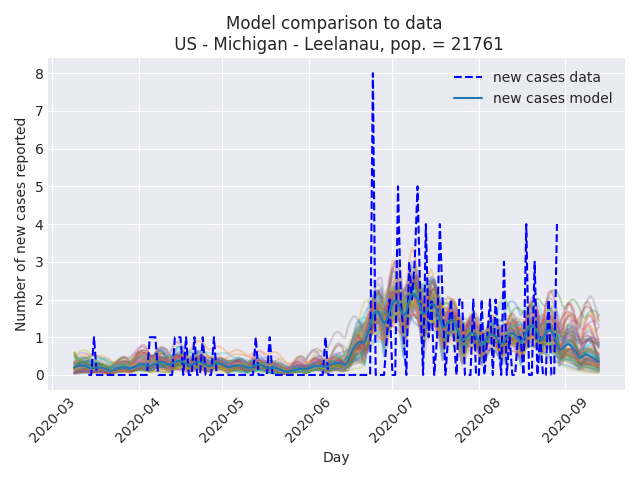 Model comparison to data
US - Michigan - Leelanau, pop. = 21761
new cases data
new cases model
Number of new cases reported
8
7
6
5
4
3
2
1
0
2020-03
2020-04
2020-05
2020-06
2020-07
2020-08
2020-09
Day